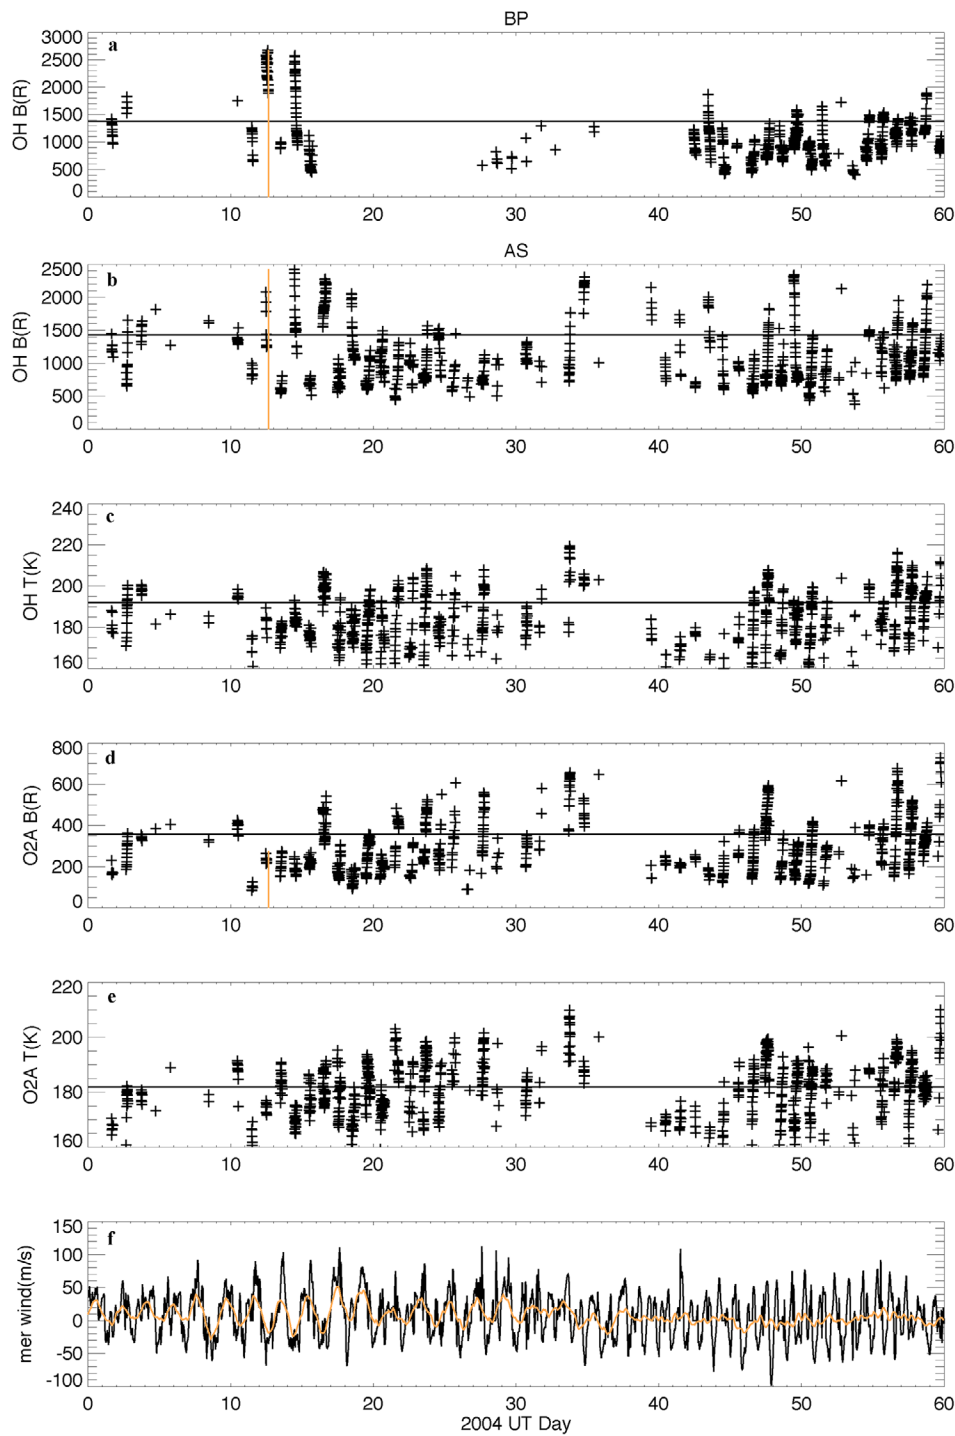 BP
a
OH B(R)
3000
2500
2000
1500
1000
500
0
0 10 20 30 40 50 60
AS
b
OH B(R)
2500
2000
1500
1000
500
0
0 10 20 30 40 50 60
c
OH T(K)
240
220
200
180
160
0 10 20 30 40 50 60
d
O2A B(R)
800
600
400
200
0
0 10 20 30 40 50 60
e
O2A T(K)
220
200
180
160
0 10 20 30 40 50 60
f
mer wind(m/s)
150
100
50
0
-50
-100
0 10 20 30 40 50 60
2004 UT Day